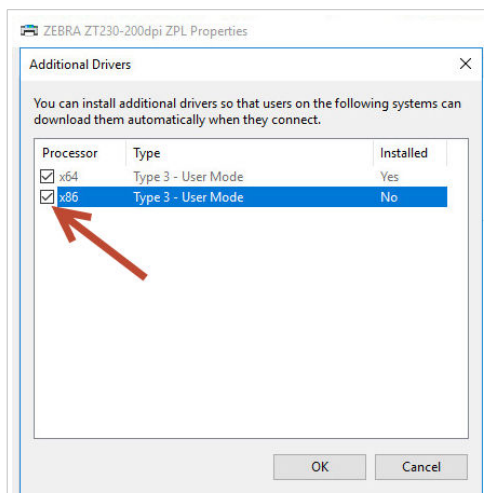 ZEBRA ZT230-200dpi ZPL Properties
Additional Drivers
You can install additional drivers so that users on the following systems can
download them automatically when they connect.
Processor Type Installed
x64 Type 3 - User Mode Yes
x86 Type 3 - User Mode No
OK Cancel